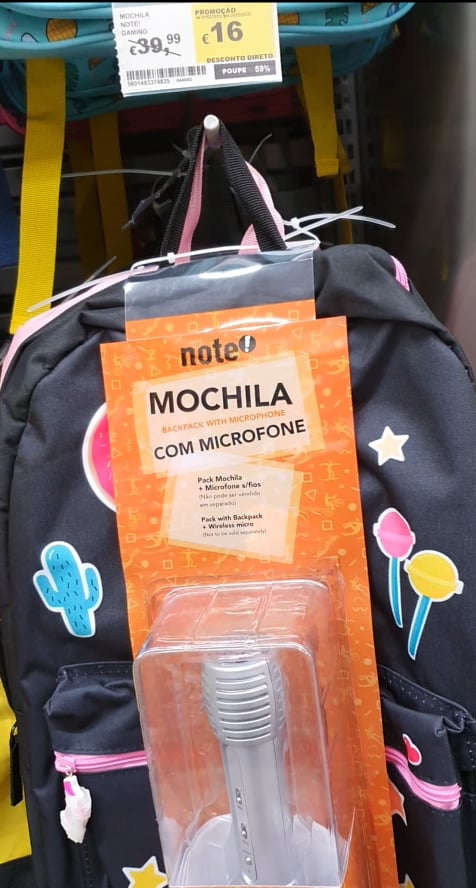 MOCHILA
NOTE!
GAMING
€39,99
PROMOÇÃO
€16
DESCONTO DIRETO
POUPE 59%
5601493374825
note!
MOCHILA
BACKPACK WITH MICROPHONE
COM MICROFONE
Pack Mochila
+ Microfone s/fios
(Não pode ser vendido
em separado)
Pack with Backpack
+ Wireless micro
(Not to be sold separately)